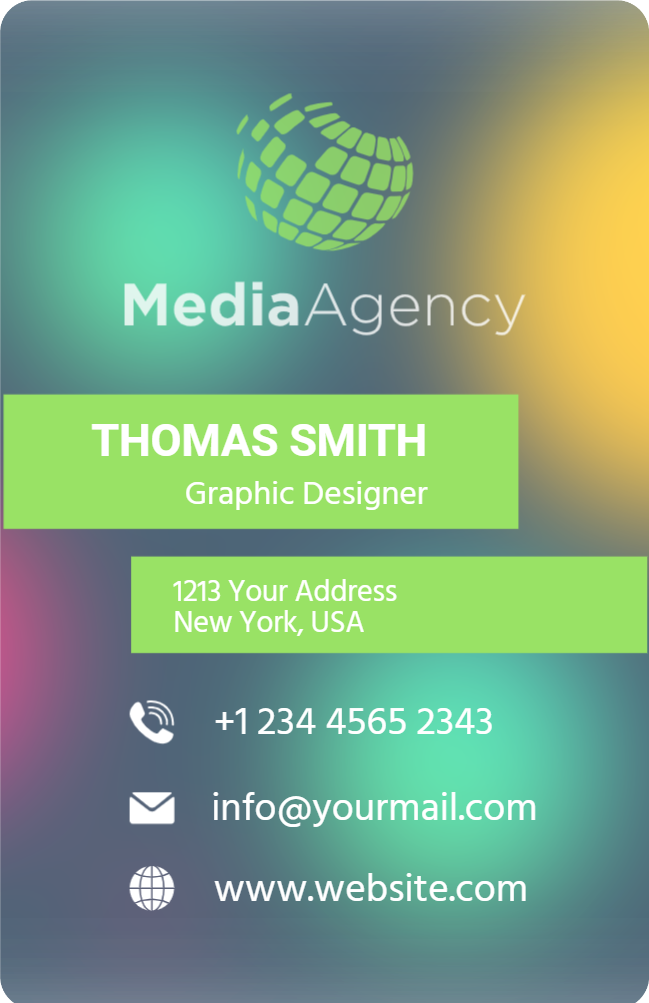 MediaAgency
THOMAS SMITH
Graphic Designer
1213 Your Address
New York, USA
+1 234 4565 2343
info@yourmail.com
www.website.com